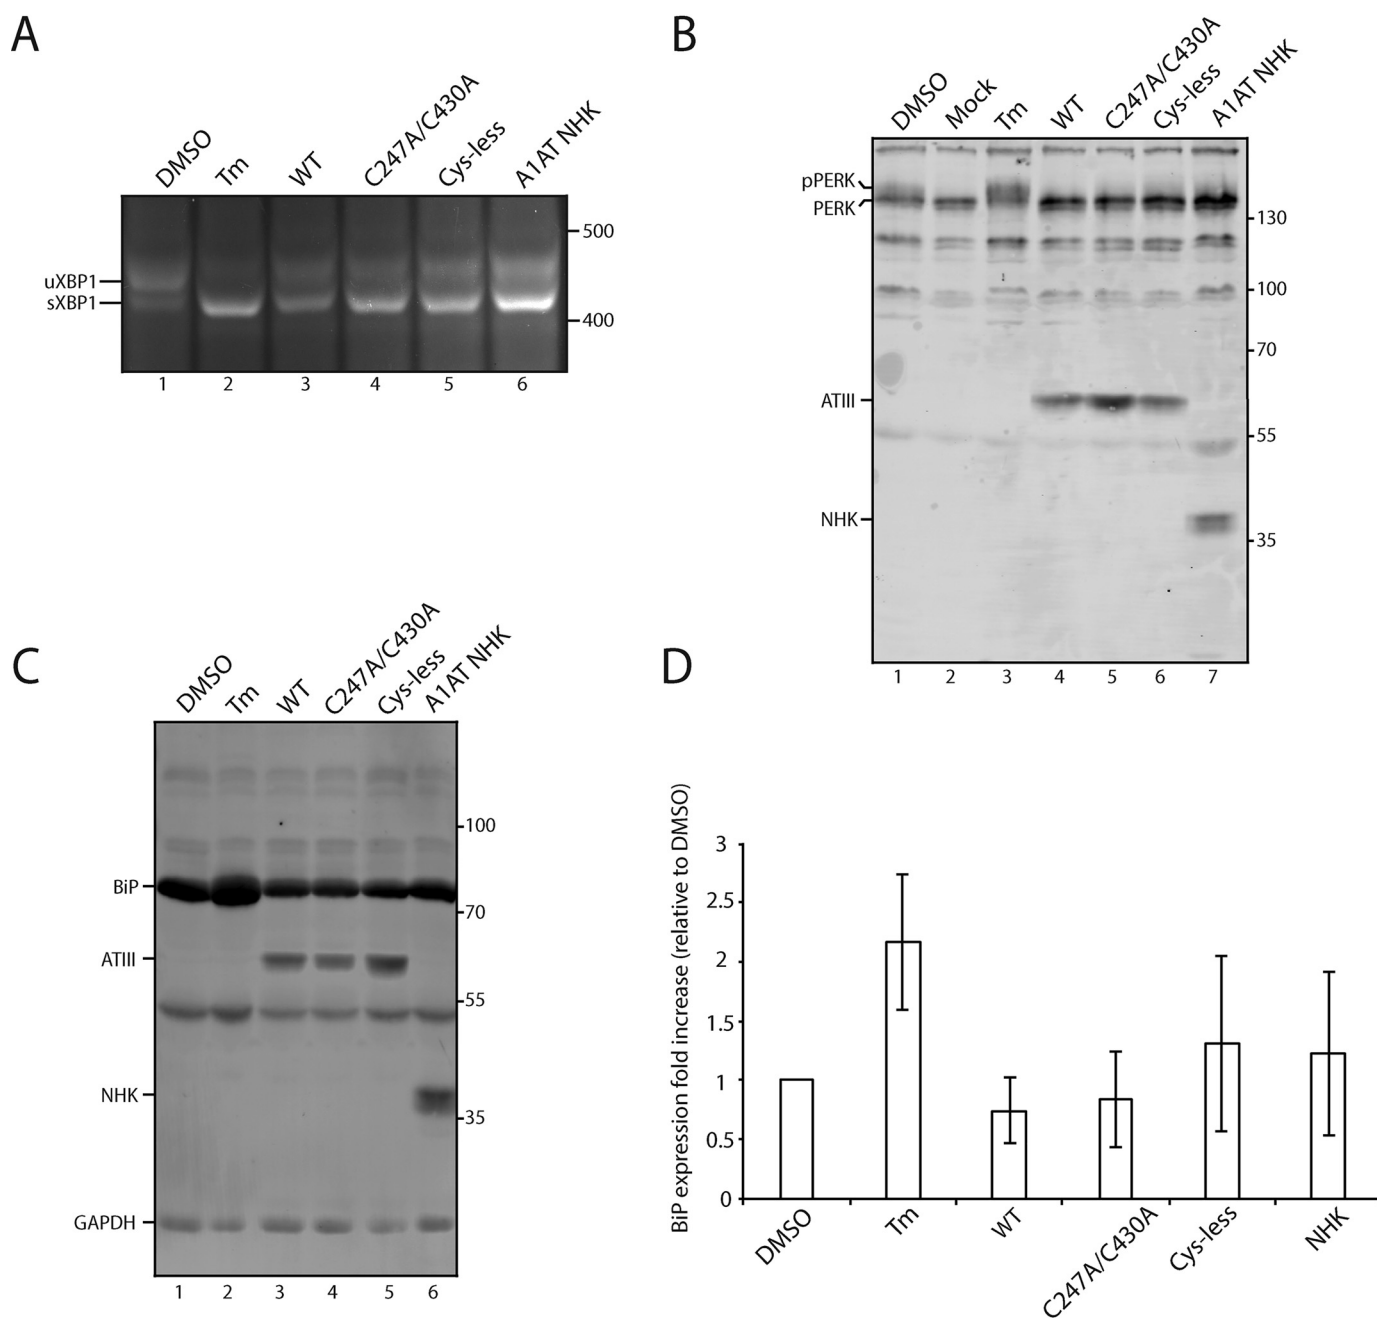 A
DMSO
Tm
WT
C247A/C430A
Cys-less
A1AT NHK
uXBP1
sXBP1
500
400
1 2 3 4 5 6
B
DMSO
Mock
Tm
WT
C247A/C430A
Cys-less
A1AT NHK
pPERK
PERK
ATIII
NHK
130
100
70
55
35
1 2 3 4 5 6 7
C
DMSO
Tm
WT
C247A/C430A
Cys-less
A1AT NHK
BiP
ATIII
NHK
GAPDH
100
70
55
35
1 2 3 4 5 6
D
BiP expression fold increase (relative to DMSO)
3
2.5
2
1.5
1
0.5
0
DMSO
Tm
WT
C247A/C430A
Cys-less
NHK